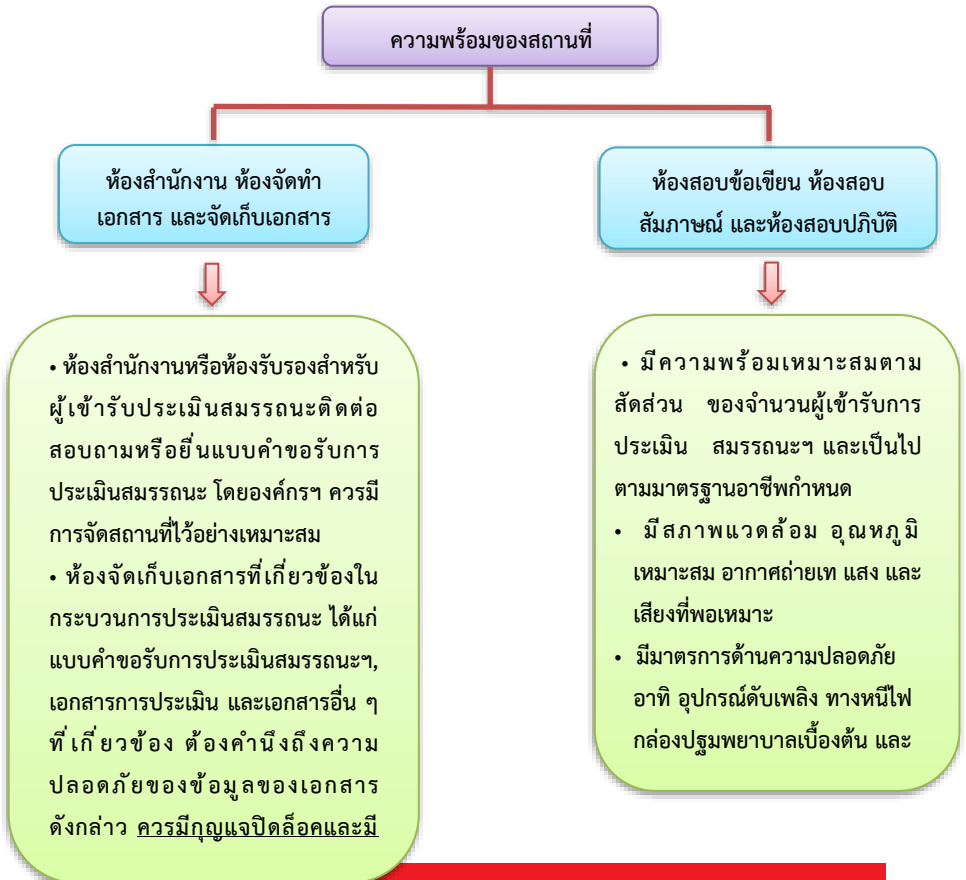 ความพร้อมของสถานที่
ห้องสำนักงาน ห้องจัดทำ
เอกสาร และจัดเก็บเอกสาร
• ห้องสำนักงานหรือห้องรับรองสำหรับ
ผู้เข้ารับประเมินสมรรถนะติดต่อ
สอบถามหรือยื่นแบบคำขอรับการ
ประเมินสมรรถนะ โดยองค์กรฯ ควรมี
การจัดสถานที่ไว้อย่างเหมาะสม
• ห้องจัดเก็บเอกสารที่เกี่ยวข้องใน
กระบวนการประเมินสมรรถนะ ได้แก่
แบบคำขอรับการประเมินสมรรถนะฯ,
เอกสารการประเมิน และเอกสารอื่น ๆ
ที่เกี่ยวข้อง ต้องคำนึงถึงความ
ปลอดภัยของข้อมูลของเอกสาร
ดังกล่าว ควรมีกุญแจปิดล็อคและมี
ห้องสอบข้อเขียน ห้องสอบ
สัมภาษณ์ และห้องสอบปภิบัติ
• มีความพร้อมเหมาะสมตาม
สัดส่วน ของจำนวนผู้เข้ารับการ
ประเมิน สมรรถนะฯ และเป็นไป
ตามมาตรฐานอาชีพกำหนด
• มีสภาพแวดล้อม อุณหภูมิ
เหมาะสม อากาศถ่ายเท แสง และ
เสียงที่พอเหมาะ
• มีมาตรการด้านความปลอดภัย
อาทิ อุปกรณ์ดับเพลิง ทางหนีไฟ
กล่องปฐมพยาบาลเบื้องต้น และ